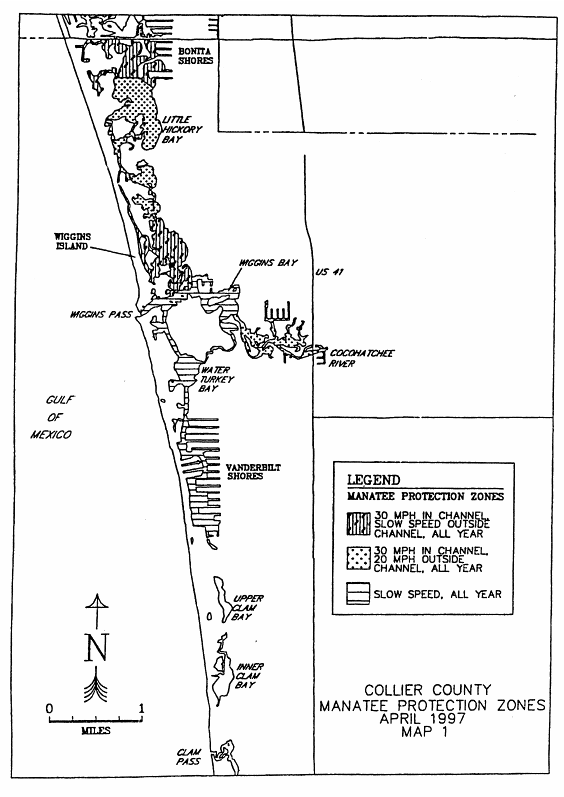 BONITA
SHORES
LITTLE
HICKORY
BAY
WIGGINS
ISLAND
WIGGINS BAY
US 41
WIGGINS PASS
COCOHATCHEE
RIVER
WATER
TURKEY
BAY
GULF
OF
MEXICO
VANDERBILT
SHORES
LEGEND
MANATEE PROTECTION ZONES
30 MPH IN CHANNEL,
SLOW SPEED OUTSIDE
CHANNEL, ALL YEAR
30 MPH IN CHANNEL,
20 MPH OUTSIDE
CHANNEL, ALL YEAR
SLOW SPEED, ALL YEAR
UPPER
CLAM
BAY
N
INNER
CLAM
BAY
0 1
MILES
CLAM
PASS
COLLIER COUNTY
MANATEE PROTECTION ZONES
APRIL 1997
MAP 1